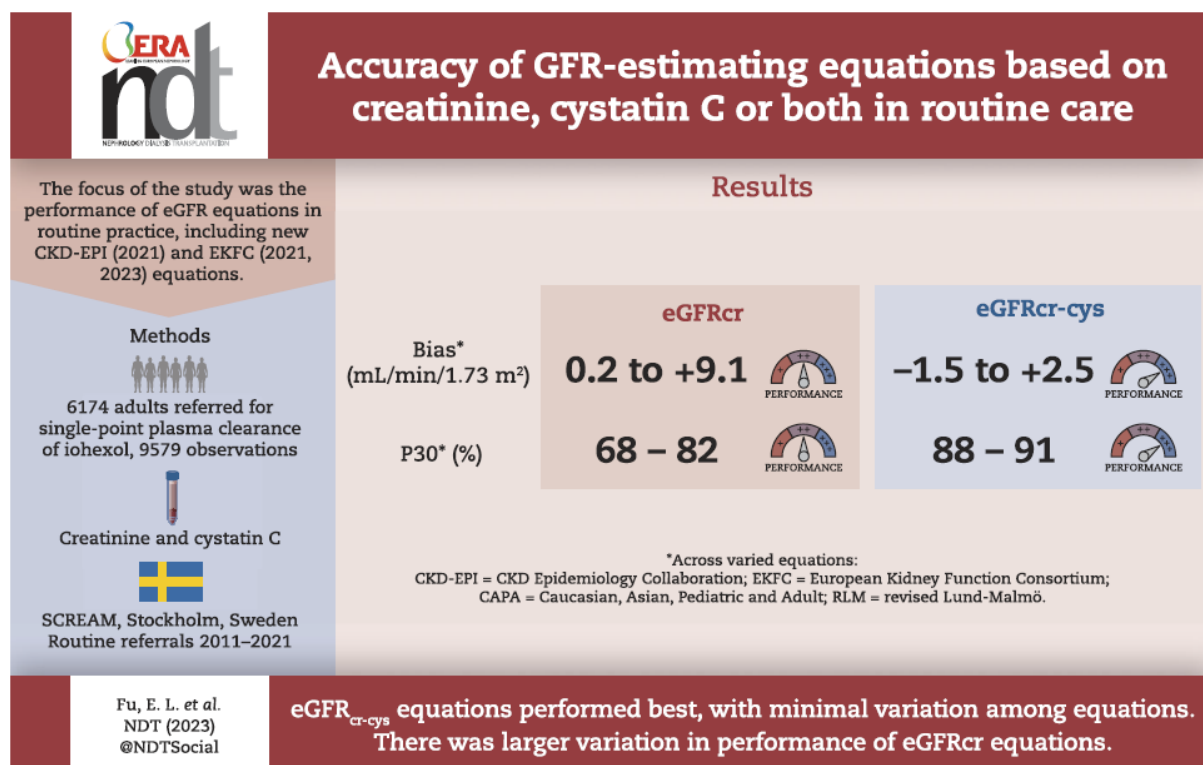 ERA
ndt
NEPHROLOGY DIALYSIS TRANSPLANTATION
Accuracy of GFR-estimating equations based on
creatinine, cystatin C or both in routine care
The focus of the study was the
performance of eGFR equations in
routine practice, including new
CKD-EPI (2021) and EKFC (2021,
2023) equations.
Methods
6174 adults referred for
single-point plasma clearance
of iohexol, 9579 observations
Creatinine and cystatin C
SCREAM, Stockholm, Sweden
Routine referrals 2011–2021
Results
eGFRcr
eGFRcr-cys
Bias*
(mL/min/1.73 m²)
0.2 to +9.1
PERFORMANCE
–1.5 to +2.5
PERFORMANCE
P30* (%)
68 – 82
PERFORMANCE
88 – 91
PERFORMANCE
*Across varied equations:
CKD-EPI = CKD Epidemiology Collaboration; EKFC = European Kidney Function Consortium;
CAPA = Caucasian, Asian, Pediatric and Adult; RLM = revised Lund-Malmö.
Fu, E. L. et al.
NDT (2023)
@NDTSocial
eGFRcr-cys equations performed best, with minimal variation among equations.
There was larger variation in performance of eGFRcr equations.